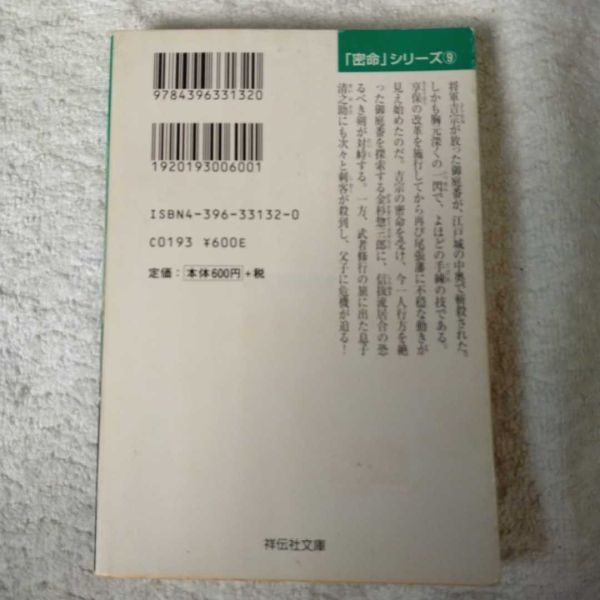 「密命」シリーズ⑨
将軍吉宗が放った御庭番が、江戸城の中奥で斬殺された。
しかも胸元深くの一閃で、よほどの手練の技である。
享保の改革を施行してから再び尾張藩に不穏な動きが
見え始めたのだ。吉宗の密命を受け、今一人行方を絶
った御庭番を探索する金杉惣三郎に、信抜流居合の恐
るべき剣が対峙する。一方、武者修行の旅に出た息子
清之助にも次々と刺客が殺到し、父子に危機が迫る！
9784396331320
1920193006001
ISBN4-396-33132-0
C0193 ¥600E
定価：本体600円+税
祥伝社文庫